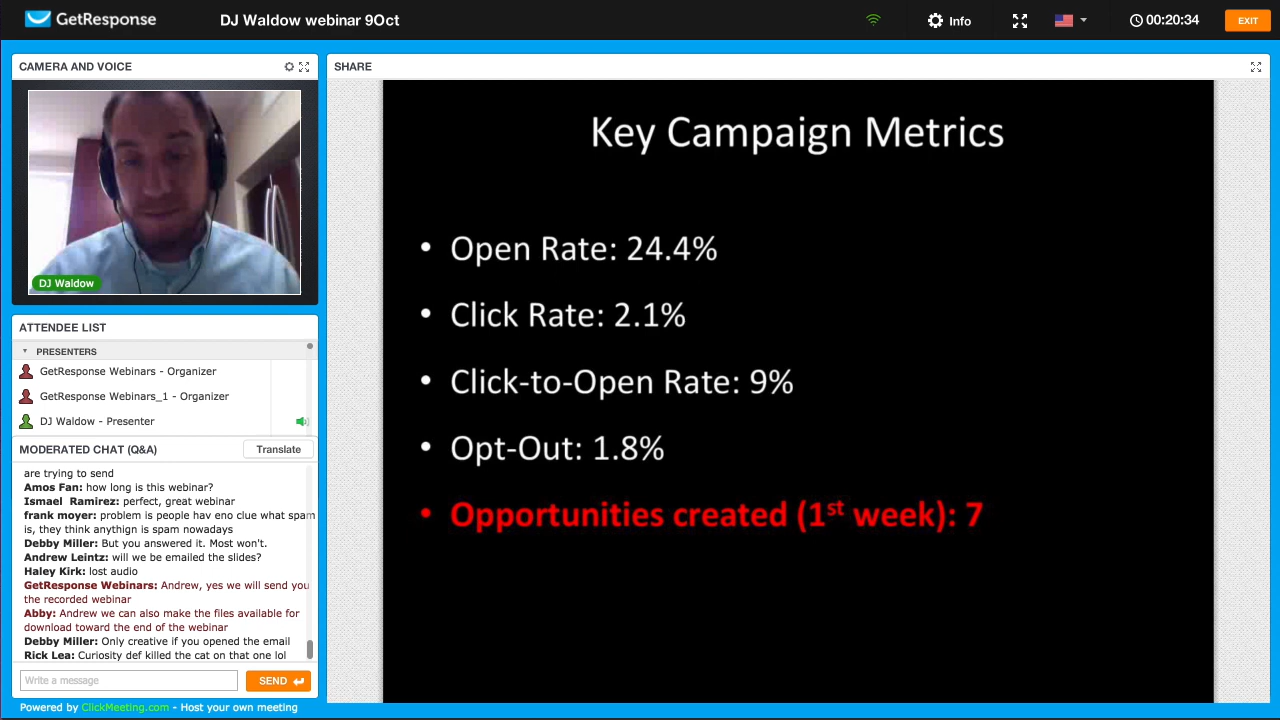 GetResponse
DJ Waldow webinar 9Oct
Info
00:20:34
EXIT
CAMERA AND VOICE
DJ Waldow
ATTENDEE LIST
PRESENTERS
GetResponse Webinars - Organizer
GetResponse Webinars_1 - Organizer
DJ Waldow - Presenter
MODERATED CHAT (Q&A)
Translate
are trying to send
Amos Fan: how long is this webinar?
Ismael Ramirez: perfect, great webinar
frank moyer: problem is people hav eno clue what spam
is, they think anythign is spam nowadays
Debby Miller: But you answered it. Most won't.
Andrew Leintz: will we be emailed the slides?
Haley Kirk: lost audio
GetResponse Webinars: Andrew, yes we will send you
the recorded webinar
Abby: Andrew we can also make the files available for
download toward the end of the webinar
Debby Miller: Only creative if you opened the email
Rick Lea: Curiosity def killed the cat on that one lol
Write a message
SEND
Powered by ClickMeeting.com - Host your own meeting
SHARE
Key Campaign Metrics
• Open Rate: 24.4%
• Click Rate: 2.1%
• Click-to-Open Rate: 9%
• Opt-Out: 1.8%
• Opportunities created (1st week): 7